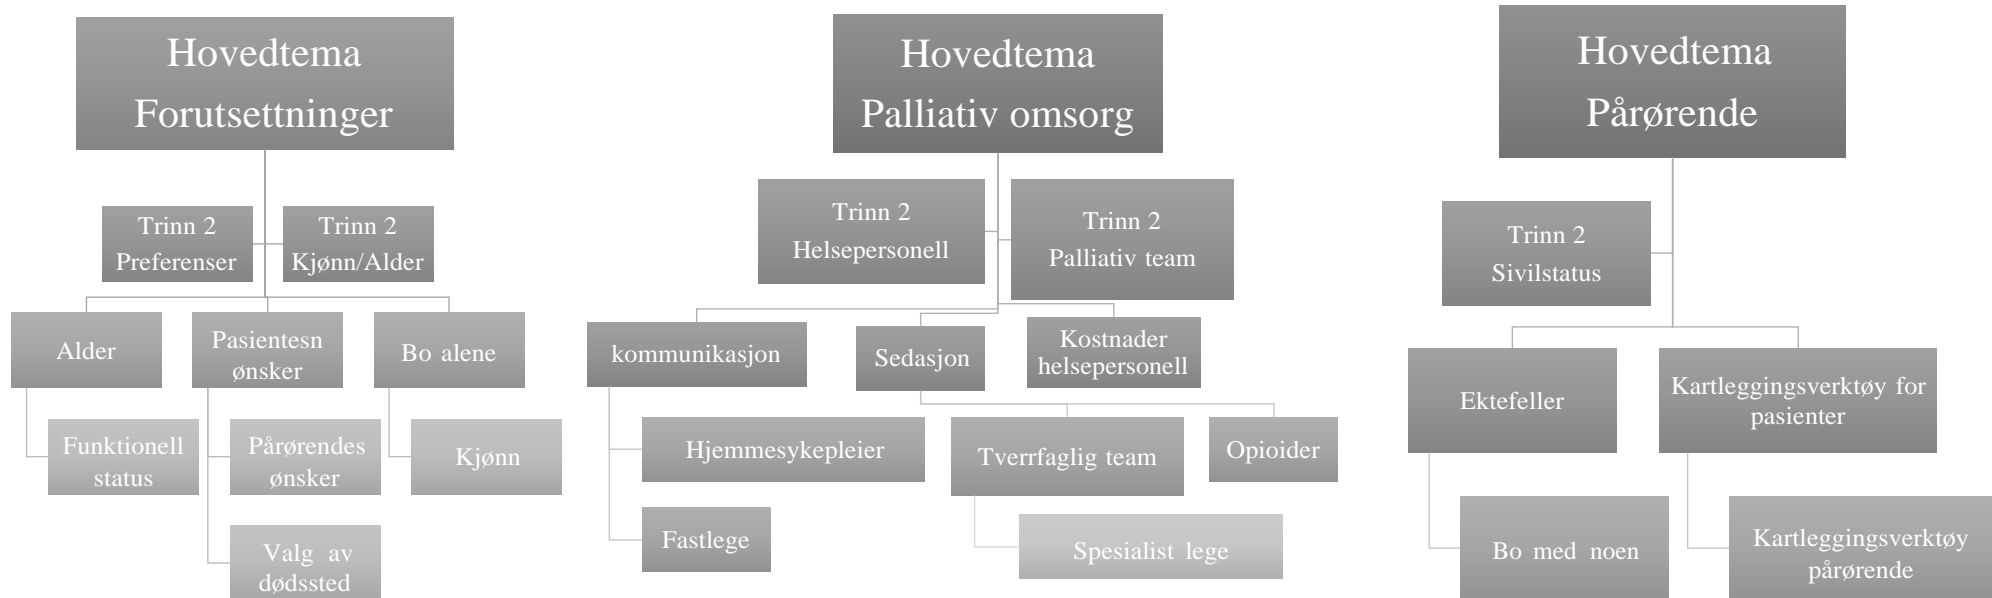 Hovedtema
Forutsettninger
Trinn 2
Preferenser
Trinn 2
Kjønn/Alder
Alder
Pasientesn
ønsker
Bo alene
Funktionell
status
Pårørendes
ønsker
Kjønn
Valg av
dødssted
Hovedtema
Palliativ omsorg
Trinn 2
Helsepersonell
Trinn 2
Palliativ team
kommunikasjon
Sedasjon
Kostnader
helsepersonell
Hjemmesykepleier
Tverrfaglig team
Opioider
Fastlege
Spesialist lege
Hovedtema
Pårørende
Trinn 2
Sivilstatus
Ektefeller
Kartleggingsverktøy for
pasienter
Bo med noen
Kartleggingsverktøy
pårørende